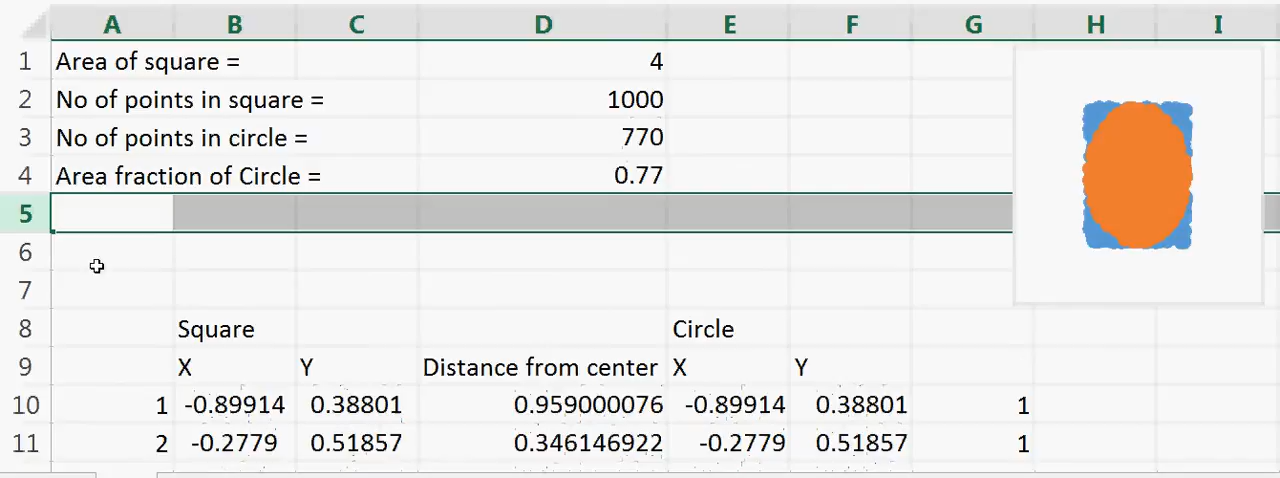 A B C D E F G H I
1 Area of square = 4
2 No of points in square = 1000
3 No of points in circle = 770
4 Area fraction of Circle = 0.77
5
6
7
8 Square Circle
9 X Y Distance from center X Y
10 1 -0.89914 0.38801 0.959000076 -0.89914 0.38801 1
11 2 -0.2779 0.51857 0.346146922 -0.2779 0.51857 1